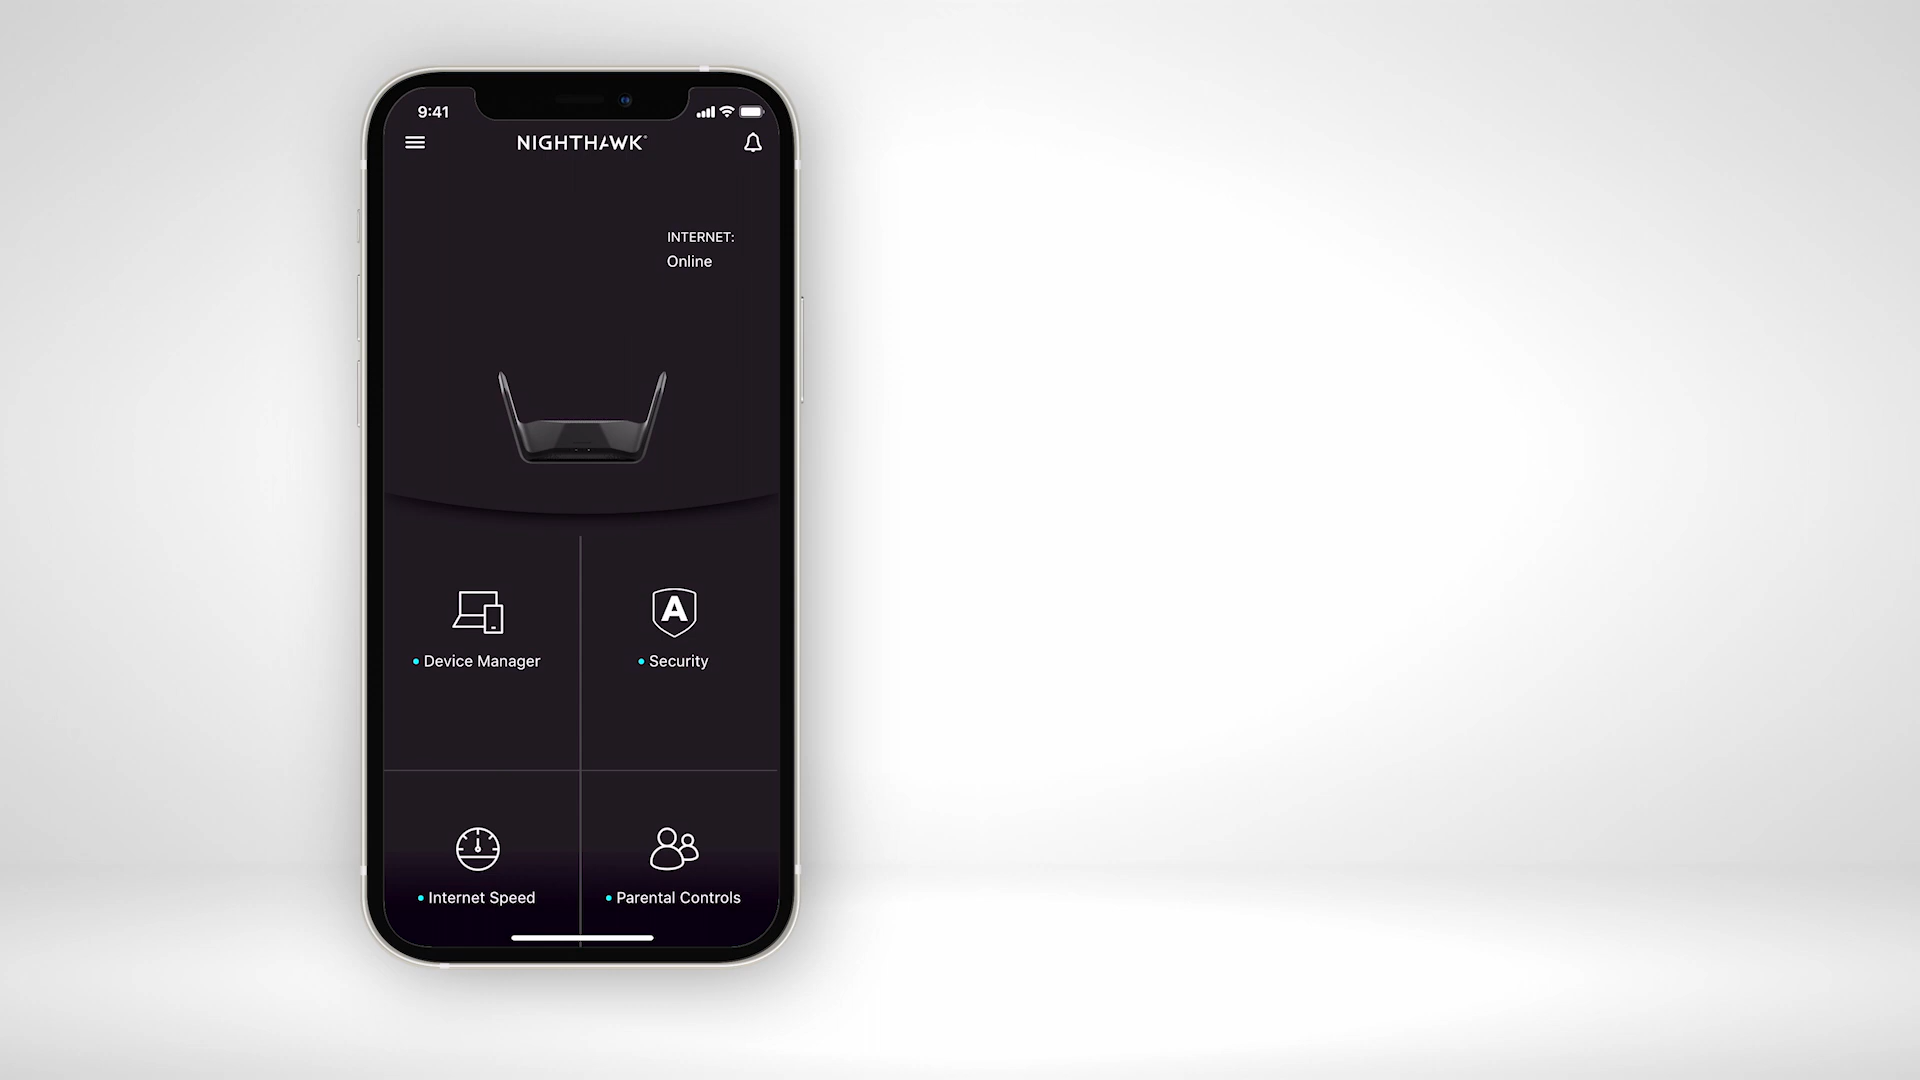 9:41
NIGHTHAWK
INTERNET:
Online
A
Device Manager
Security
Internet Speed
Parental Controls